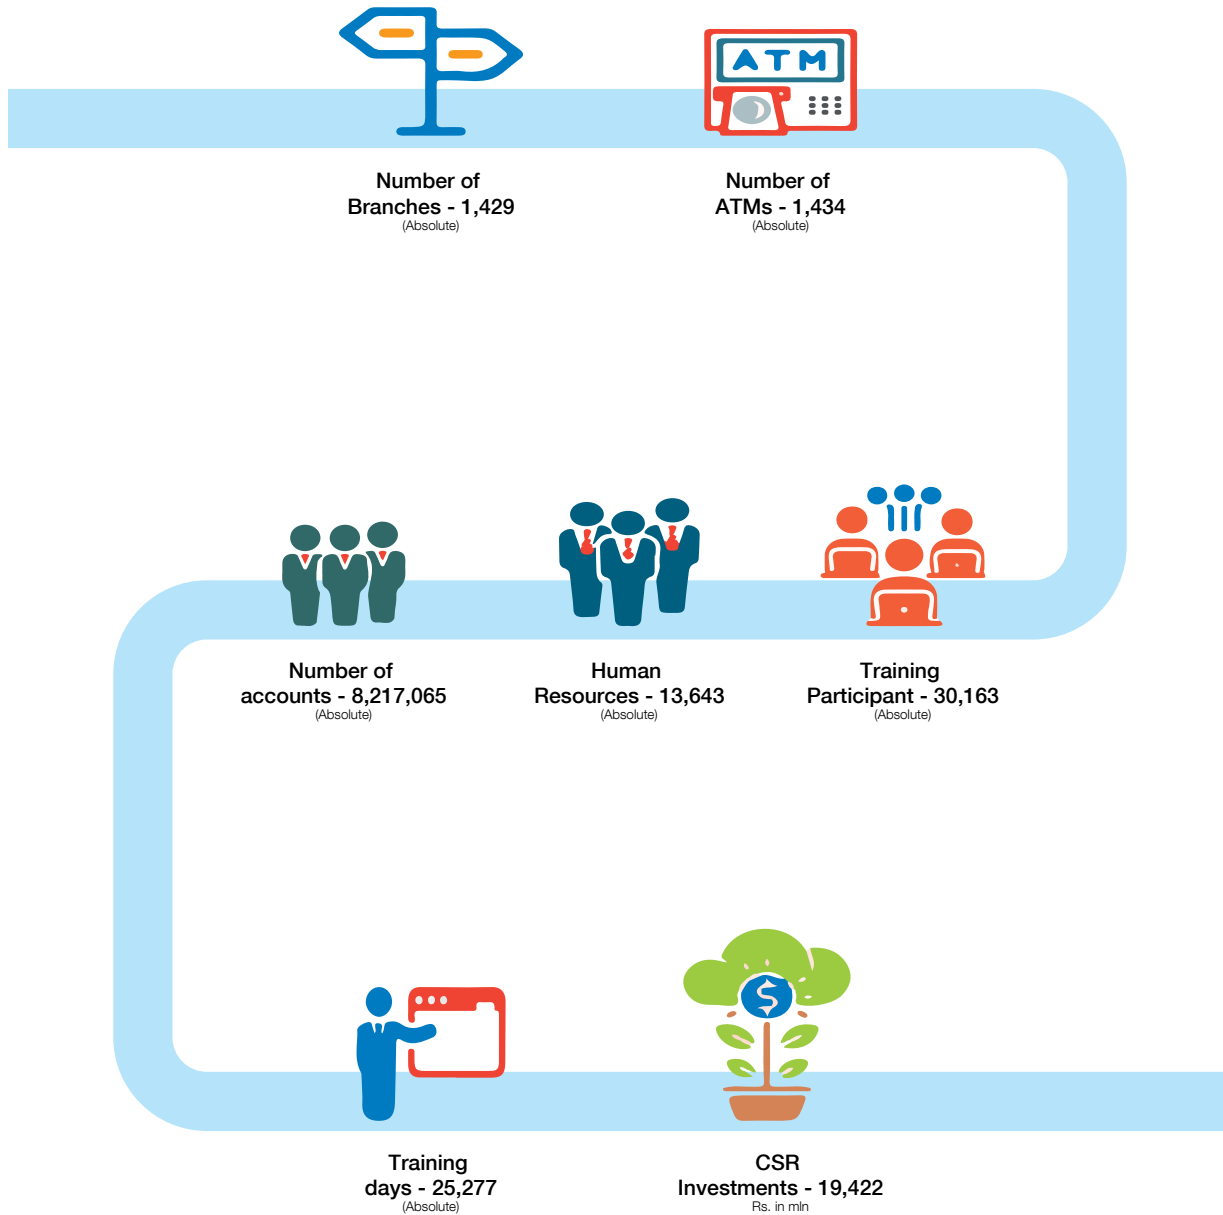 ATM
Number of
Branches - 1,429
(Absolute)
Number of
ATMs - 1,434
(Absolute)
Number of
accounts - 8,217,065
(Absolute)
Human
Resources - 13,643
(Absolute)
Training
Participant - 30,163
(Absolute)
Training
days - 25,277
(Absolute)
CSR
Investments - 19,422
Rs. in mln